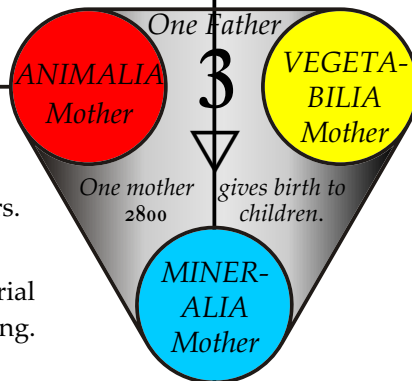 One Father
3
ANIMALIA
Mother
VEGETA-
BILIA
Mother
One mother gives birth to
2800 children.
MINER-
ALIA
Mother